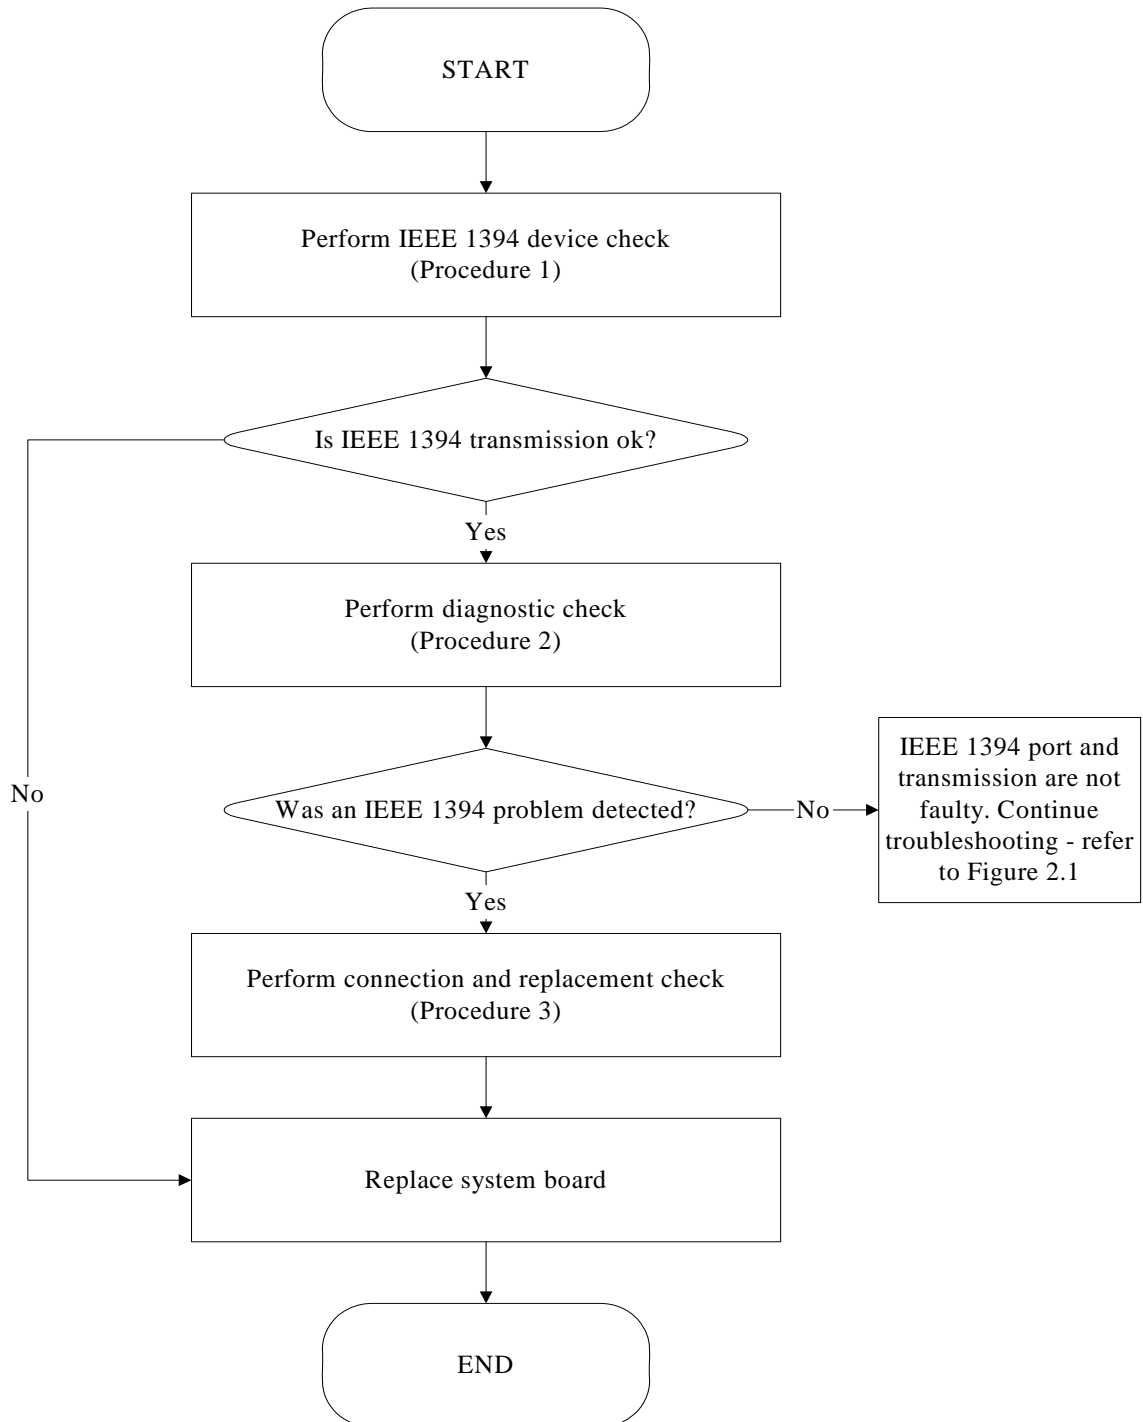 START
Perform IEEE 1394 device check
(Procedure 1)
Is IEEE 1394 transmission ok?
Yes
Perform diagnostic check
(Procedure 2)
No
Was an IEEE 1394 problem detected?
No
IEEE 1394 port and
transmission are not
faulty. Continue
troubleshooting - refer
to Figure 2.1
Yes
Perform connection and replacement check
(Procedure 3)
Replace system board
END